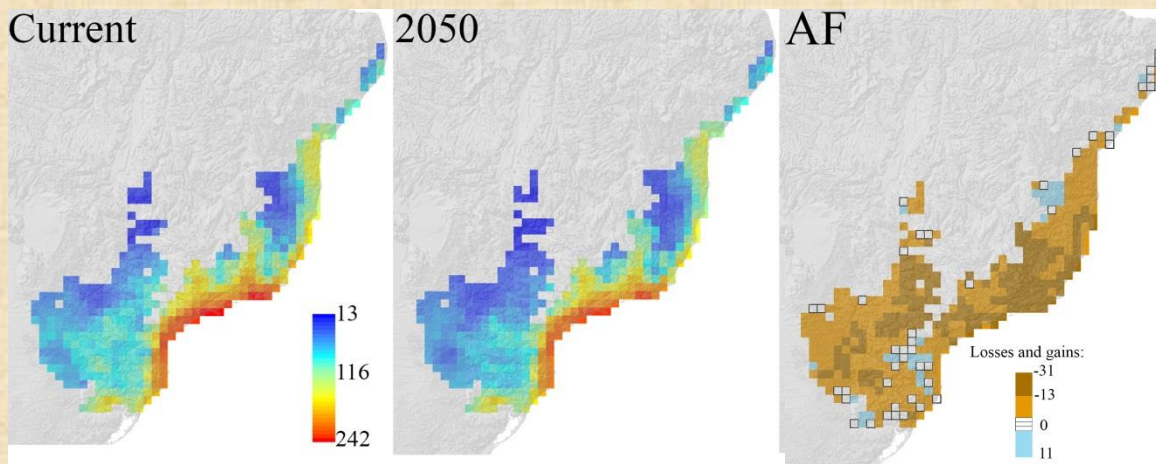 Current
2050
AF
13
116
242
Losses and gains:
-31
-13
0
11